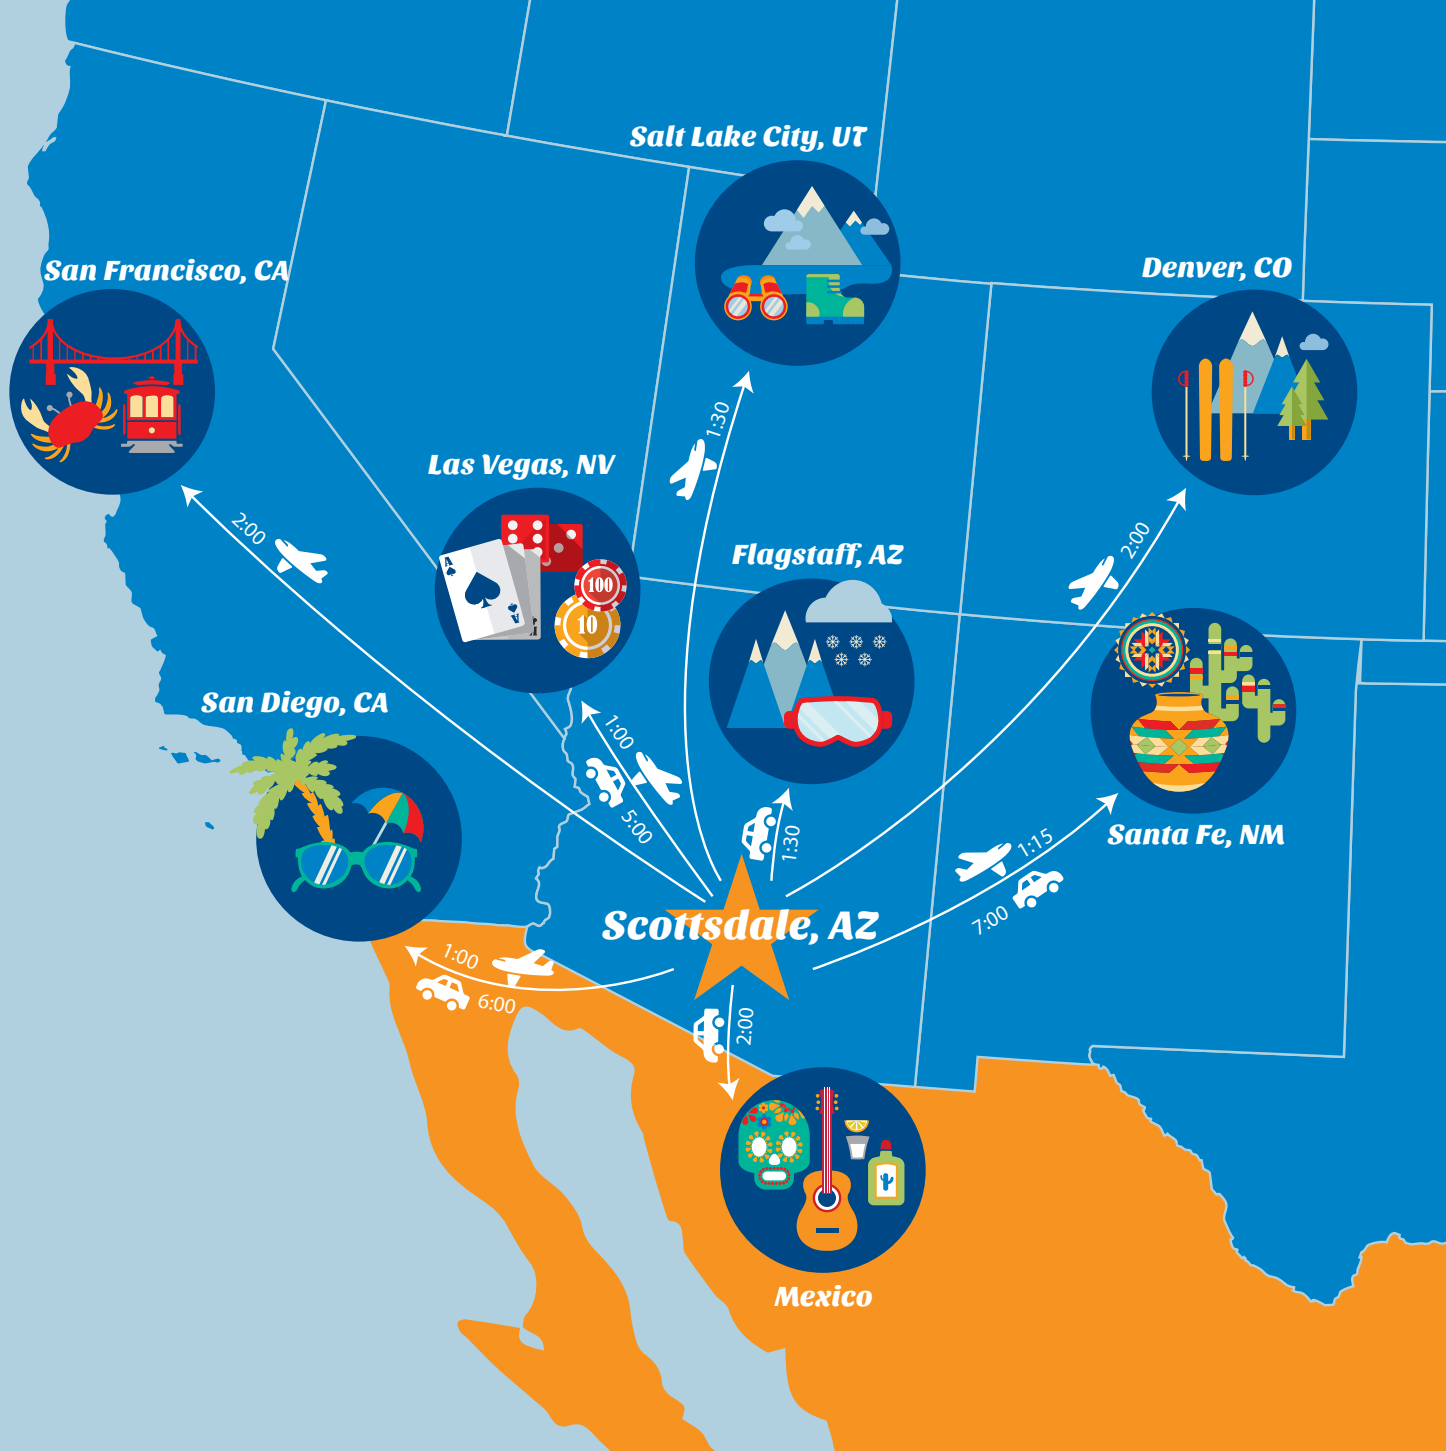 Salt Lake City, UT
San Francisco, CA
Denver, CO
1:30
Las Vegas, NV
2:00
2:00
Flagstaff, AZ
A
A
100
10
San Diego, CA
1:00
5:00
1:30
1:15
7:00
Santa Fe, NM
Scottsdale, AZ
1:00
6:00
2:00
Mexico